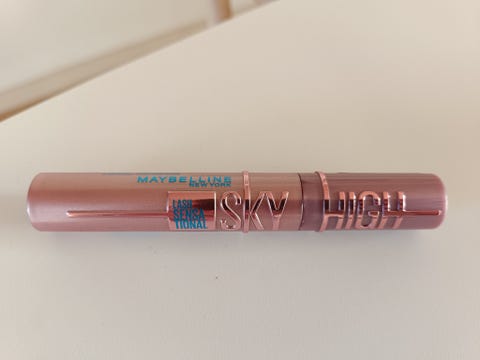 MAYBELLINE
NEW YORK
LASH
SENSA
TIONAL
SKY HIGH